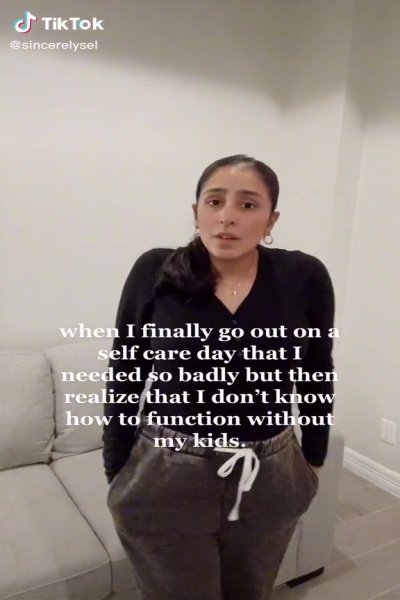 TikTok
@sincerelysel
when I finally go out on a
self care day that I
needed so badly but then
realize that I don't know
how to function without
my kids.